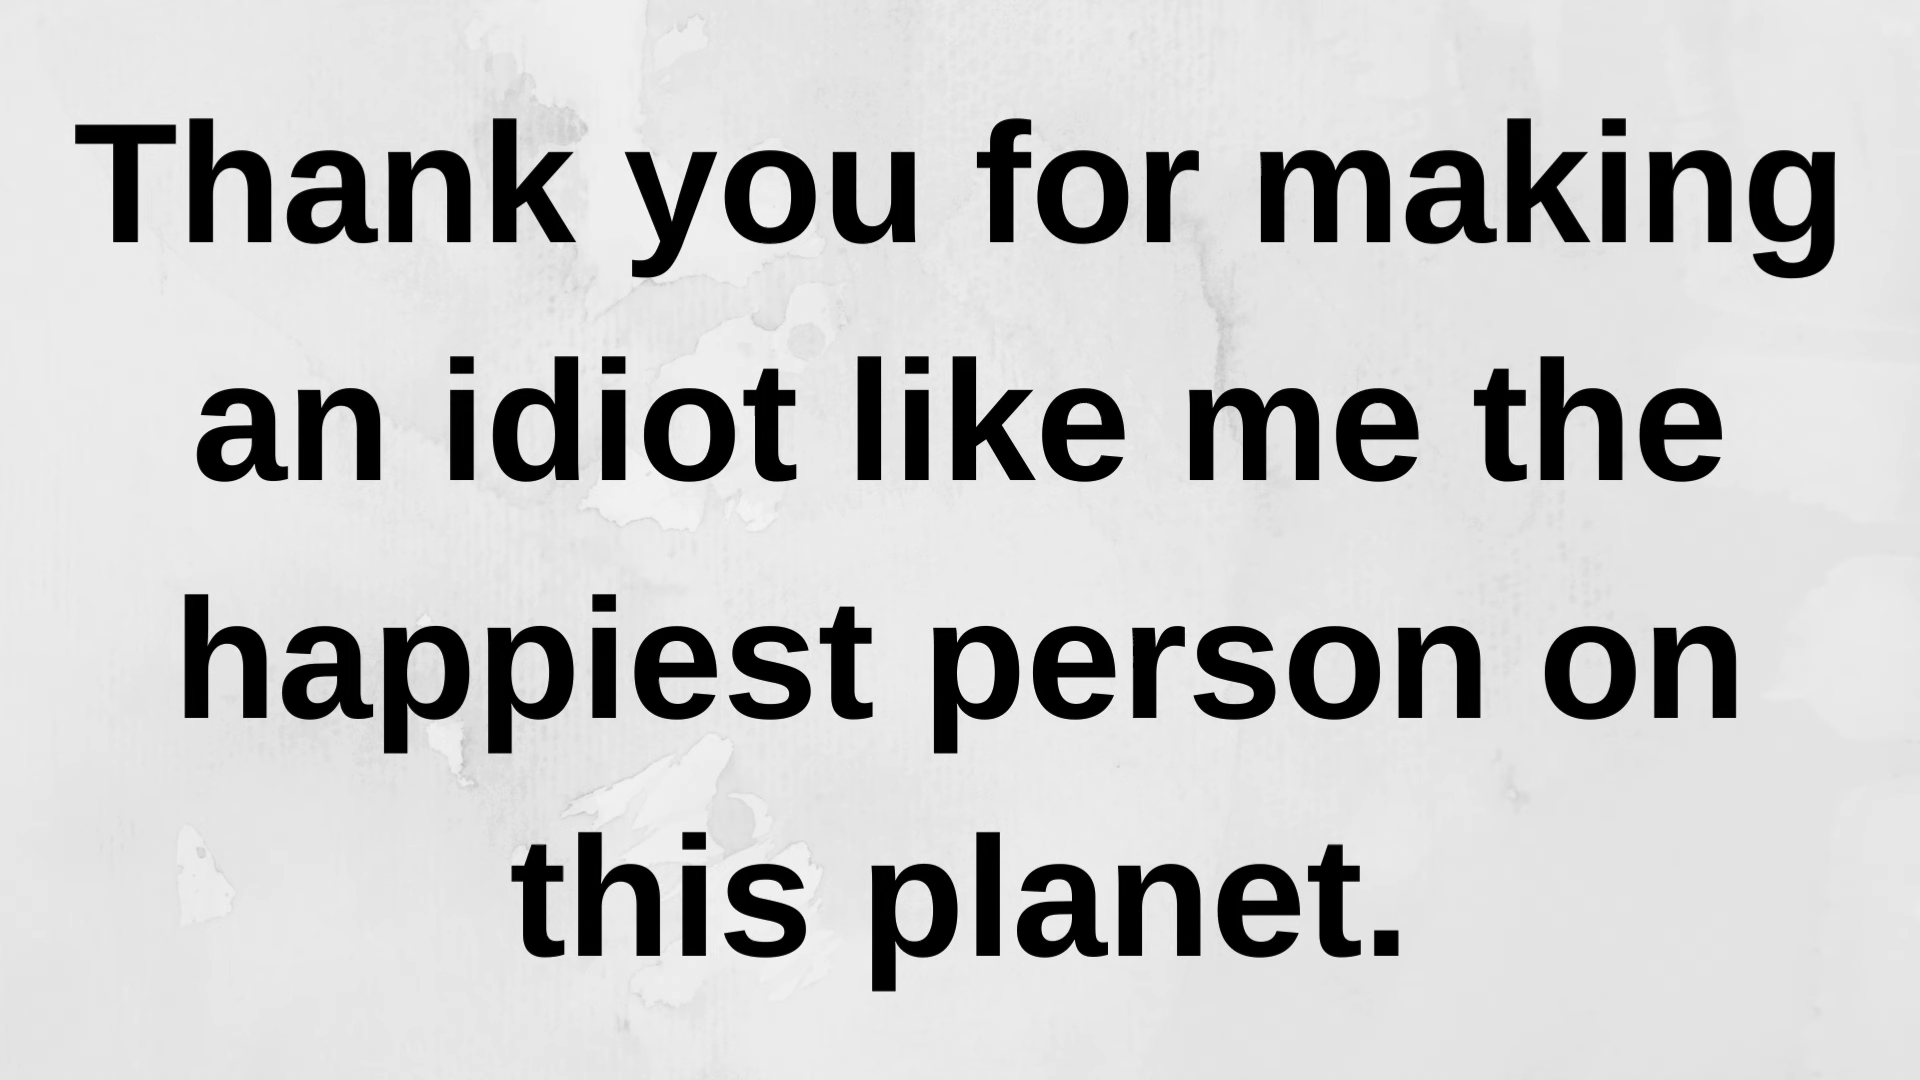 Thank you for making
an idiot like me the
happiest person on
this planet.